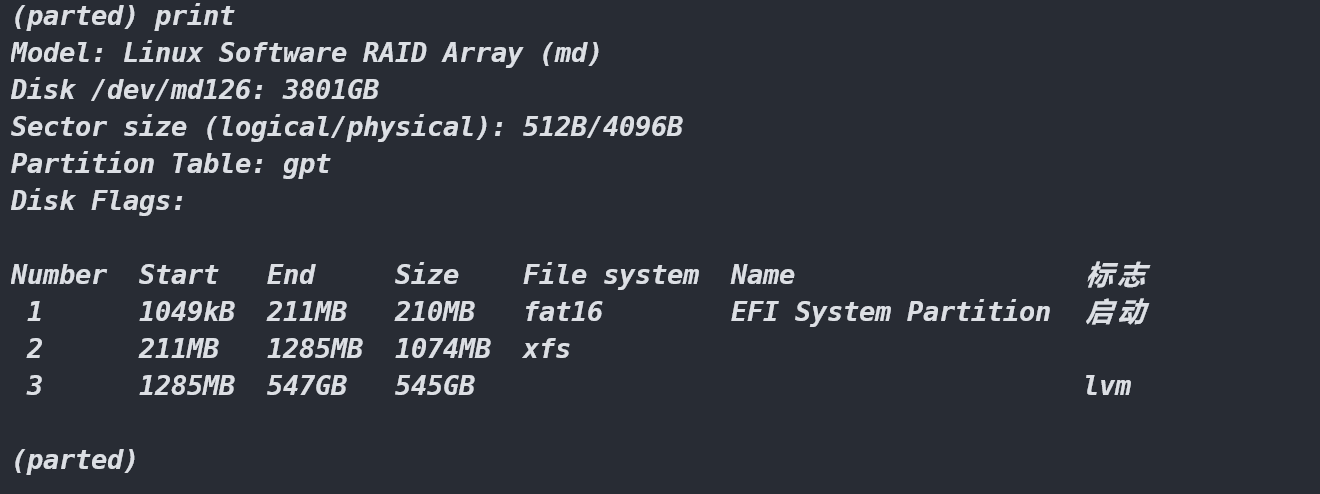 (parted) print
Model: Linux Software RAID Array (md)
Disk /dev/md126: 3801GB
Sector size (logical/physical): 512B/4096B
Partition Table: gpt
Disk Flags:
Number  Start   End     Size    File system  Name                  标志
 1      1049kB  211MB   210MB   fat16        EFI System Partition  启动
 2      211MB   1285MB  1074MB  xfs
 3      1285MB  547GB   545GB                                      lvm
(parted)